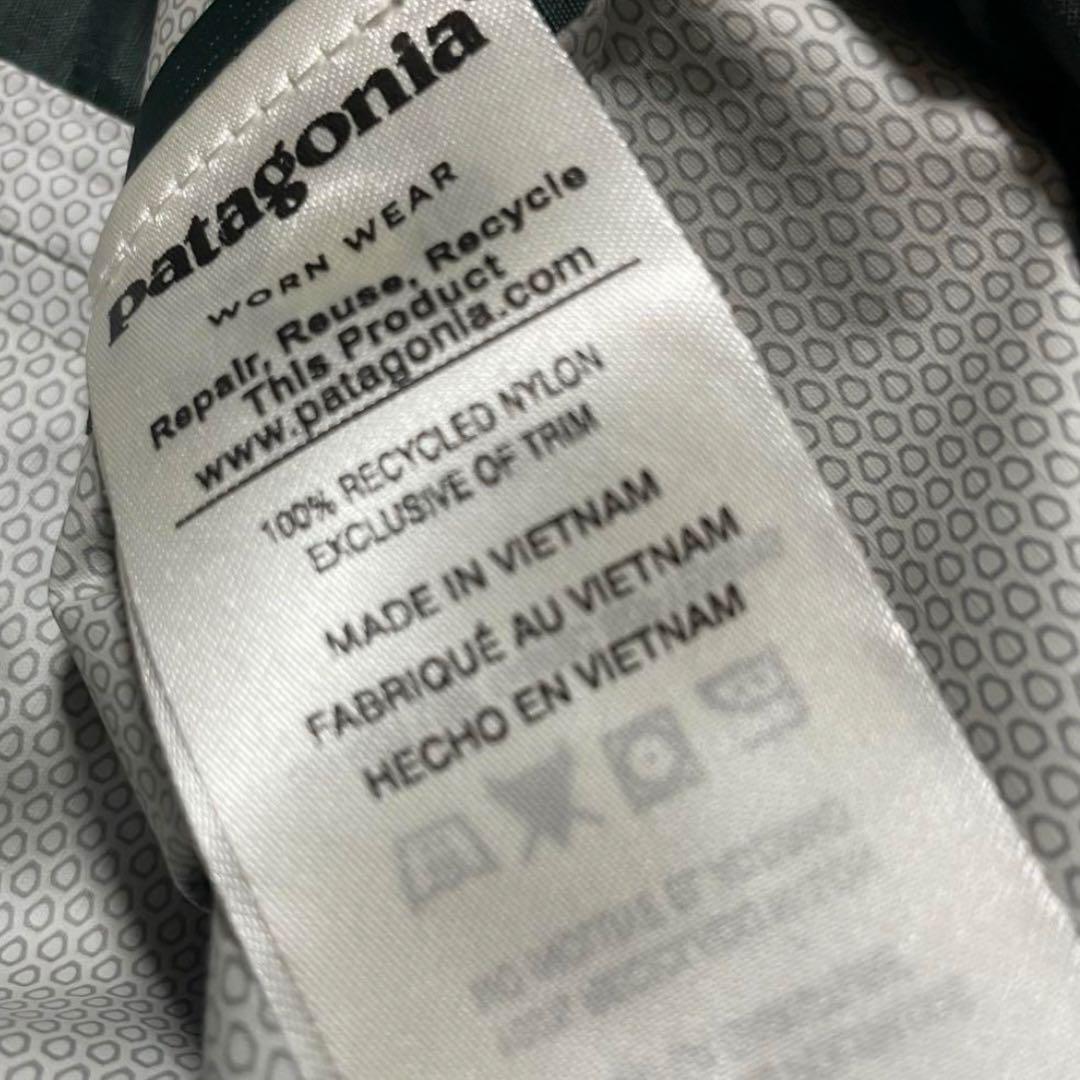 patagonia
WORN WEAR
Repair, Reuse, Recycle
This Product
www.patagonia.com
100% RECYCLED NYLON
EXCLUSIVE OF TRIM
MADE IN VIETNAM
FABRIQUÉ AU VIETNAM
HECHO EN VIETNAM